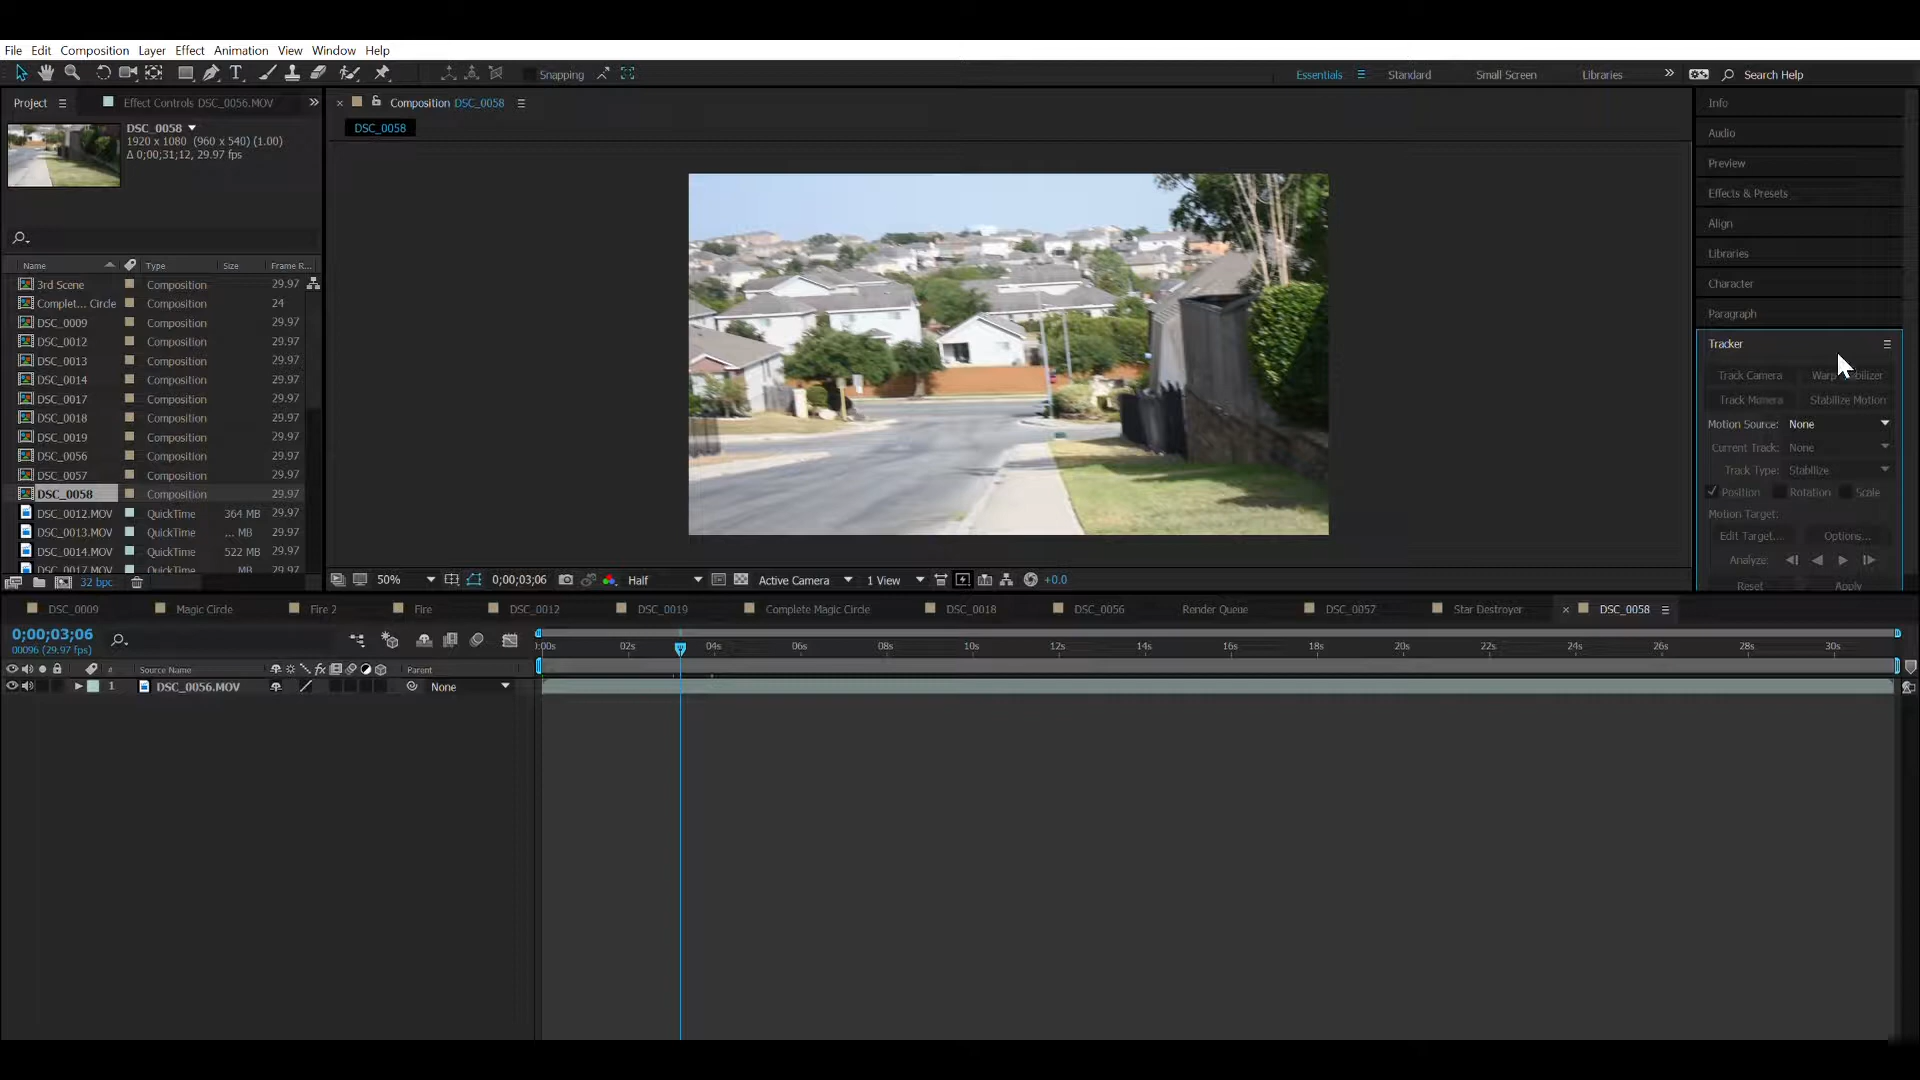 File Edit Composition Layer Effect Animation View Window Help
Snapping
Essentials Standard Small Screen Libraries Search Help
Project Effect Controls DSC_0056.MOV
Composition DSC_0058
DSC_0058
DSC_0058
1920 x 1080 (960 x 540) (1.00)
Δ 0;00;31;12, 29.97 fps
Name Type Size Frame R...
3rd Scene Composition 29.97
Complet... Circle Composition 24
DSC_0009 Composition 29.97
DSC_0012 Composition 29.97
DSC_0013 Composition 29.97
DSC_0014 Composition 29.97
DSC_0017 Composition 29.97
DSC_0018 Composition 29.97
DSC_0019 Composition 29.97
DSC_0056 Composition 29.97
DSC_0057 Composition 29.97
DSC_0058 Composition 29.97
DSC_0012.MOV QuickTime 364 MB 29.97
DSC_0013.MOV QuickTime ... MB 29.97
DSC_0014.MOV QuickTime 522 MB 29.97
DSC_0017.MOV QuickTime MB 29.97
32 bpc
50% 0;00;03;06 Half Active Camera 1 View +0.0
Info
Audio
Preview
Effects & Presets
Align
Libraries
Character
Paragraph
Tracker
Track Camera Warp
Track Motion Stabilize Motion
Motion Source: None
Current Track: None
Track Type: Stabilize
Position Rotation Scale
Motion Target:
Edit Target... Options...
Analyze:
Reset Apply
DSC_0009 Magic Circle Fire 2 Fire DSC_0012 DSC_0019 Complete Magic Circle DSC_0018 DSC_0056 Render Queue DSC_0057 Star Destroyer DSC_0058
0;00;03;06
00096 (29.97 fps)
:00s 02s 04s 06s 08s 10s 12s 14s 16s 18s 20s 22s 24s 26s 28s 30s
# Source Name fx Parent
1 DSC_0056.MOV None